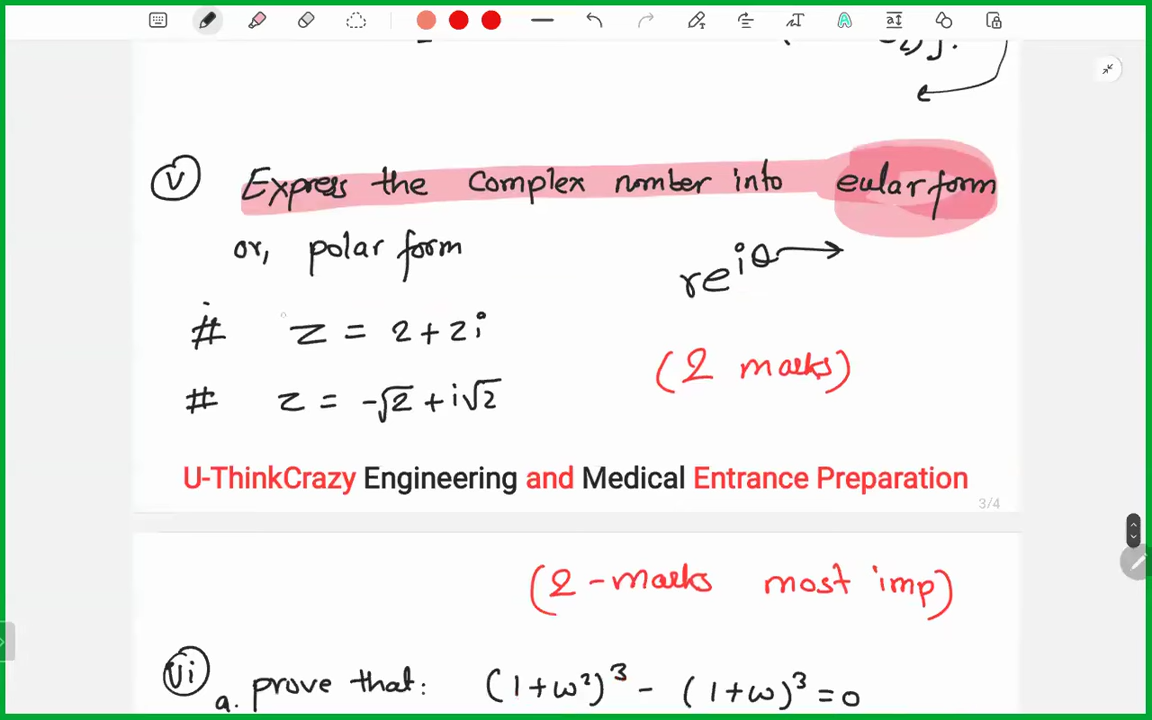 (v) Express the Complex number into eular form
or, polar form
re^iθ →
# z = 2 + 2i
(2 marks)
# z = -√2 + i√2
U-ThinkCrazy Engineering and Medical Entrance Preparation
3/4
(2-marks most imp)
(vi) a. prove that: (1+ω²)³ - (1+ω)³ = 0